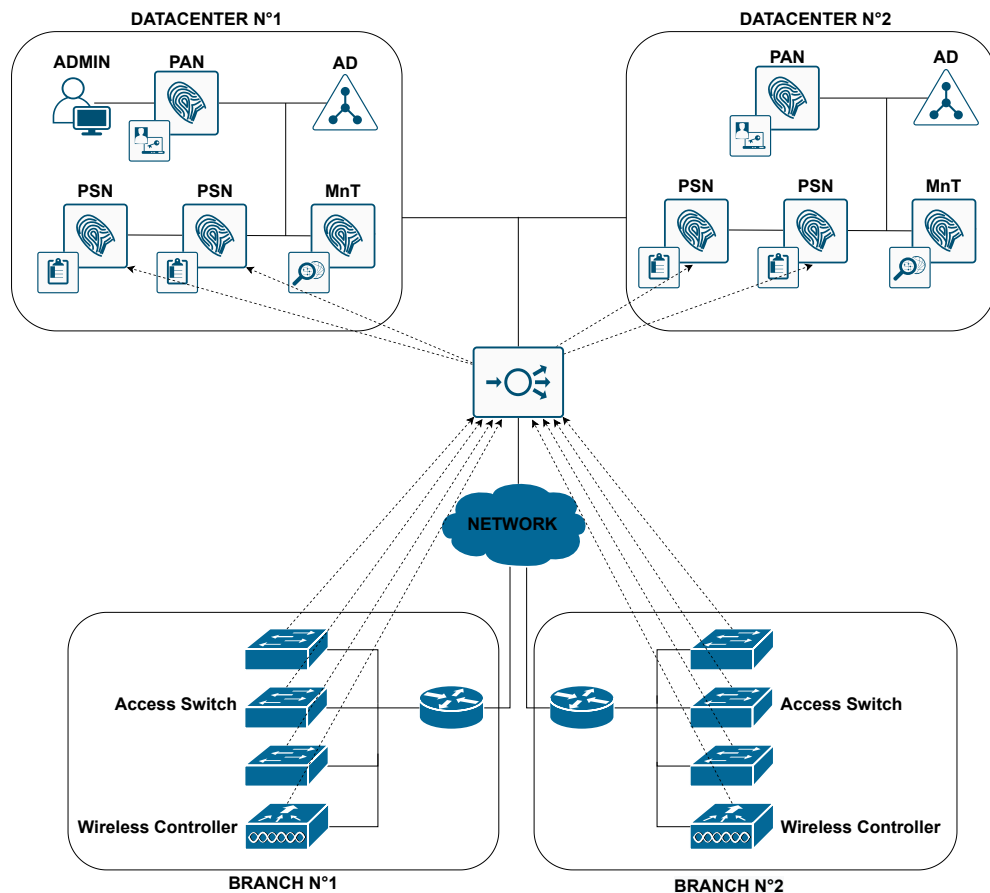 DATACENTER N°1
DATACENTER N°2
ADMIN
PAN
AD
PAN
AD
PSN
PSN
MnT
PSN
PSN
MnT
NETWORK
Access Switch
Access Switch
Wireless Controller
Wireless Controller
BRANCH N°1
BRANCH N°2